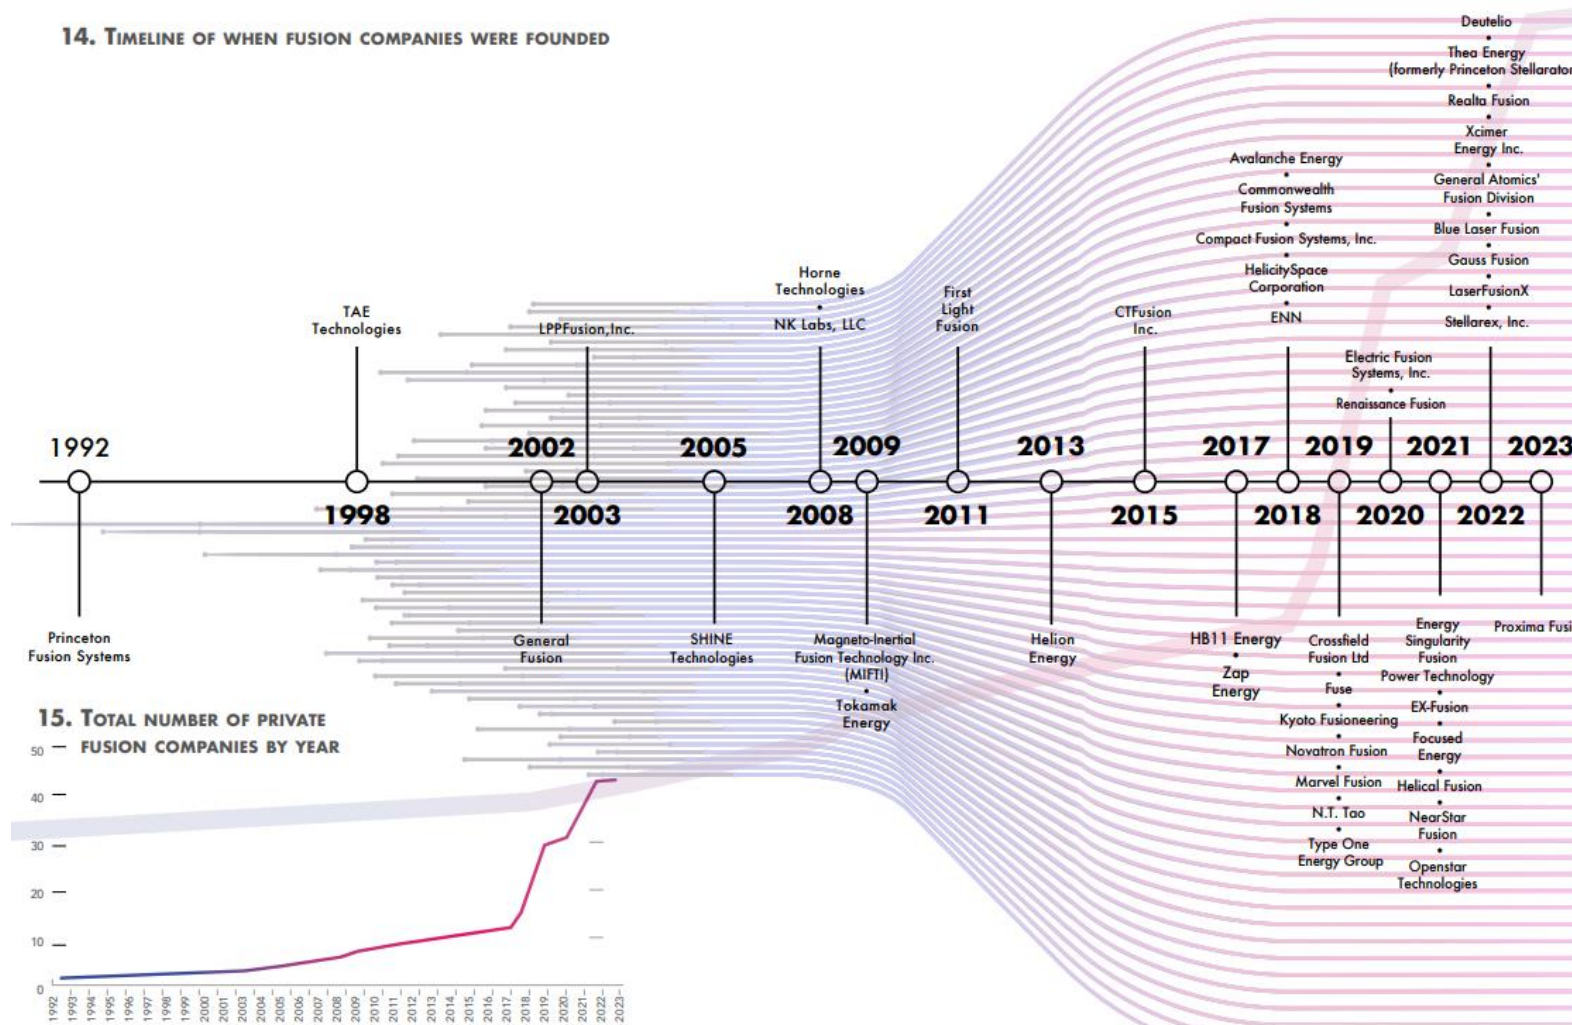 14. Timeline of when fusion companies were founded
Deutelio
•
Thea Energy
(formerly Princeton Stellarator
•
Realta Fusion
•
Xcimer
Energy Inc.
•
General Atomics'
Fusion Division
•
Blue Laser Fusion
•
Gauss Fusion
•
LaserFusionX
•
Stellarex, Inc.
Avalanche Energy
•
Commonwealth
Fusion Systems
•
Compact Fusion Systems, Inc.
•
HelicitySpace
Corporation
•
ENN
Horne
Technologies
•
NK Labs, LLC
First
Light
Fusion
CTFusion
Inc.
TAE
Technologies
LPPFusion,Inc.
Electric Fusion
Systems, Inc.
•
Renaissance Fusion
1992
2002
2005
2009
2013
2017
2019
2021
2023
1998
2003
2008
2011
2015
2018
2020
2022
Princeton
Fusion Systems
General
Fusion
SHINE
Technologies
Magneto-Inertial
Fusion Technology Inc.
(MIFTI)
•
Tokamak
Energy
Helion
Energy
HB11 Energy
•
Zap
Energy
Crossfield
Fusion Ltd
•
Fuse
•
Kyoto Fusioneering
•
Novatron Fusion
•
Marvel Fusion
•
N.T. Tao
•
Type One
Energy Group
Energy
Singularity
Fusion
Power Technology
•
EX-Fusion
•
Focused
Energy
•
Helical Fusion
•
NearStar
Fusion
•
Openstar
Technologies
Proxima Fusi
15. Total number of private
fusion companies by year
50
40
30
20
10
0
1992
1993
1994
1995
1996
1997
1998
1999
2000
2001
2003
2004
2005
2006
2007
2008
2009
2010
2011
2012
2013
2014
2015
2016
2017
2018
2019
2020
2021
2022
2023